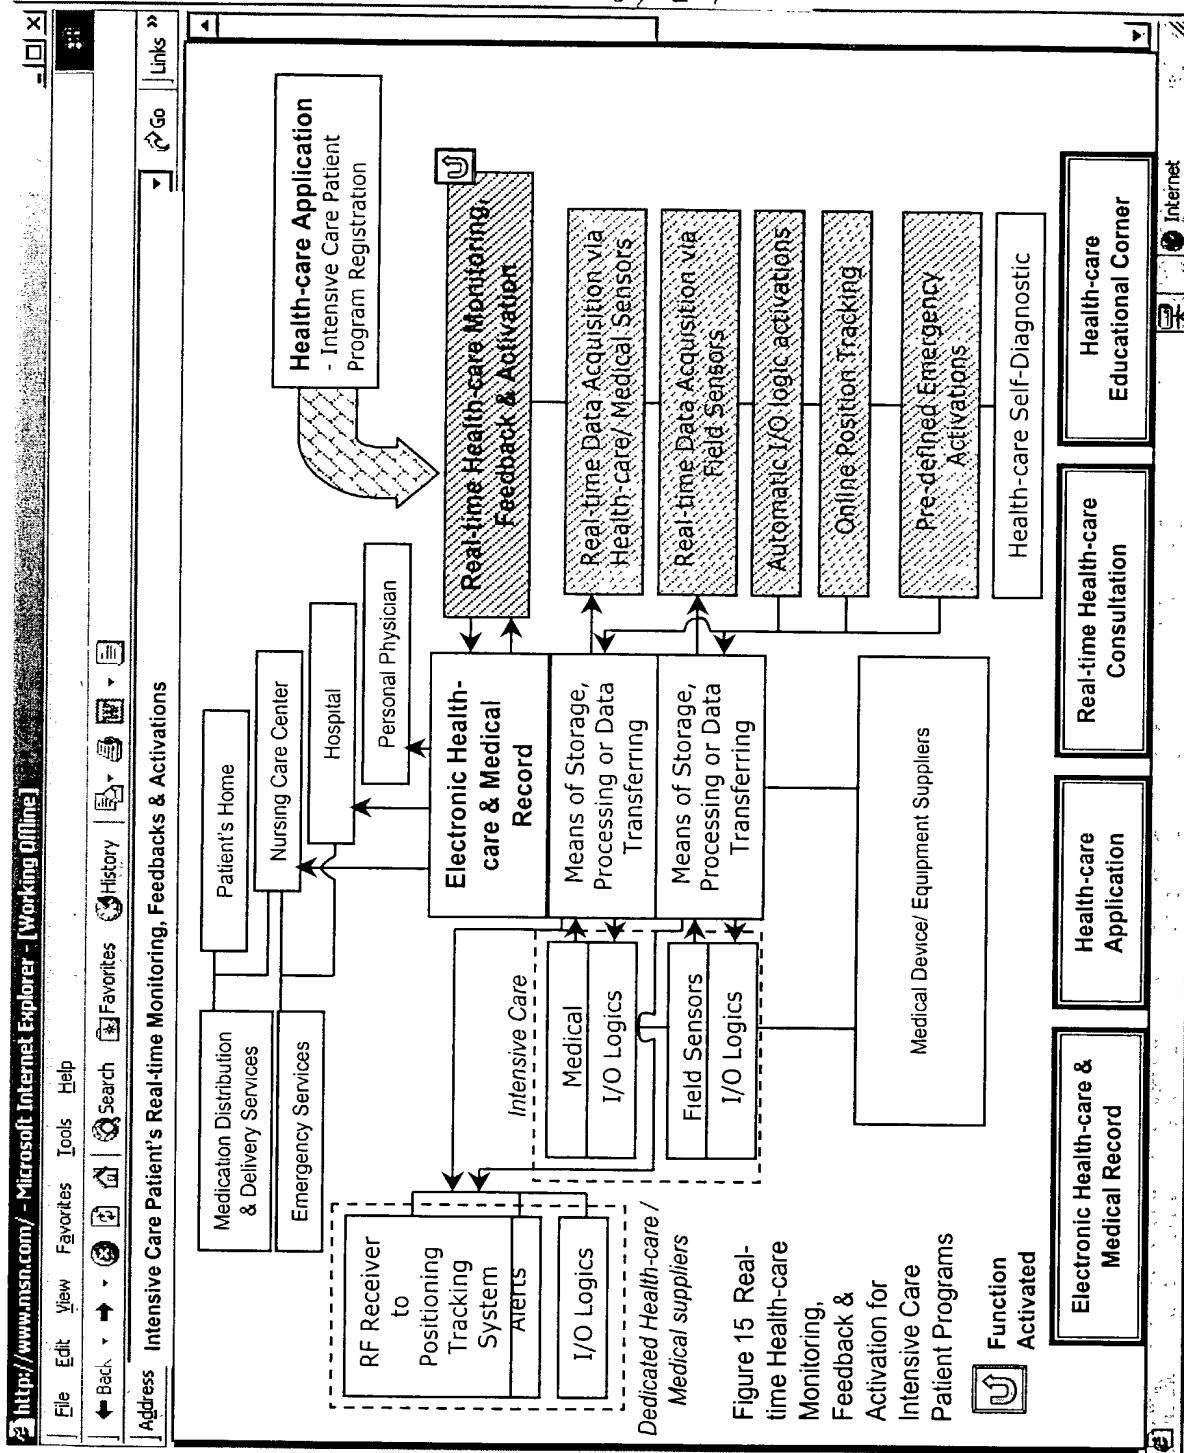 http://www.msn.com/ - Microsoft Internet Explorer - [Working Offline]
File Edit View Favorites Tools Help
Back Search Favorites History
Address Intensive Care Patient's Real-time Monitoring, Feedbacks & Activations Go Links »
Medication Distribution
& Delivery Services
Emergency Services
Patient's Home
Nursing Care Center
Hospital
Personal Physician
Health-care Application
- Intensive Care Patient
Program Registration
RF Receiver
to
Positioning
Tracking
System
Alerts
I/O Logics
Dedicated Health-care /
Medical suppliers
Intensive Care
Medical
I/O Logics
Field Sensors
I/O Logics
Electronic Health-
care & Medical
Record
Means of Storage,
Processing or Data
Transferring
Means of Storage,
Processing or Data
Transferring
Real-time Health-care Monitoring,
Feedback & Activation
Real-time Data Acquisition via
Health-care/ Medical Sensors
Real-time Data Acquisition via
Field Sensors
Automatic I/O logic activations
Online Position Tracking
Pre-defined Emergency
Activations
Health-care Self-Diagnostic
Medical Device/ Equipment Suppliers
Figure 15 Real-
time Health-care
Monitoring,
Feedback &
Activation for
Intensive Care
Patient Programs
Function
Activated
Electronic Health-care &
Medical Record
Health-care
Application
Real-time Health-care
Consultation
Health-care
Educational Corner
Internet